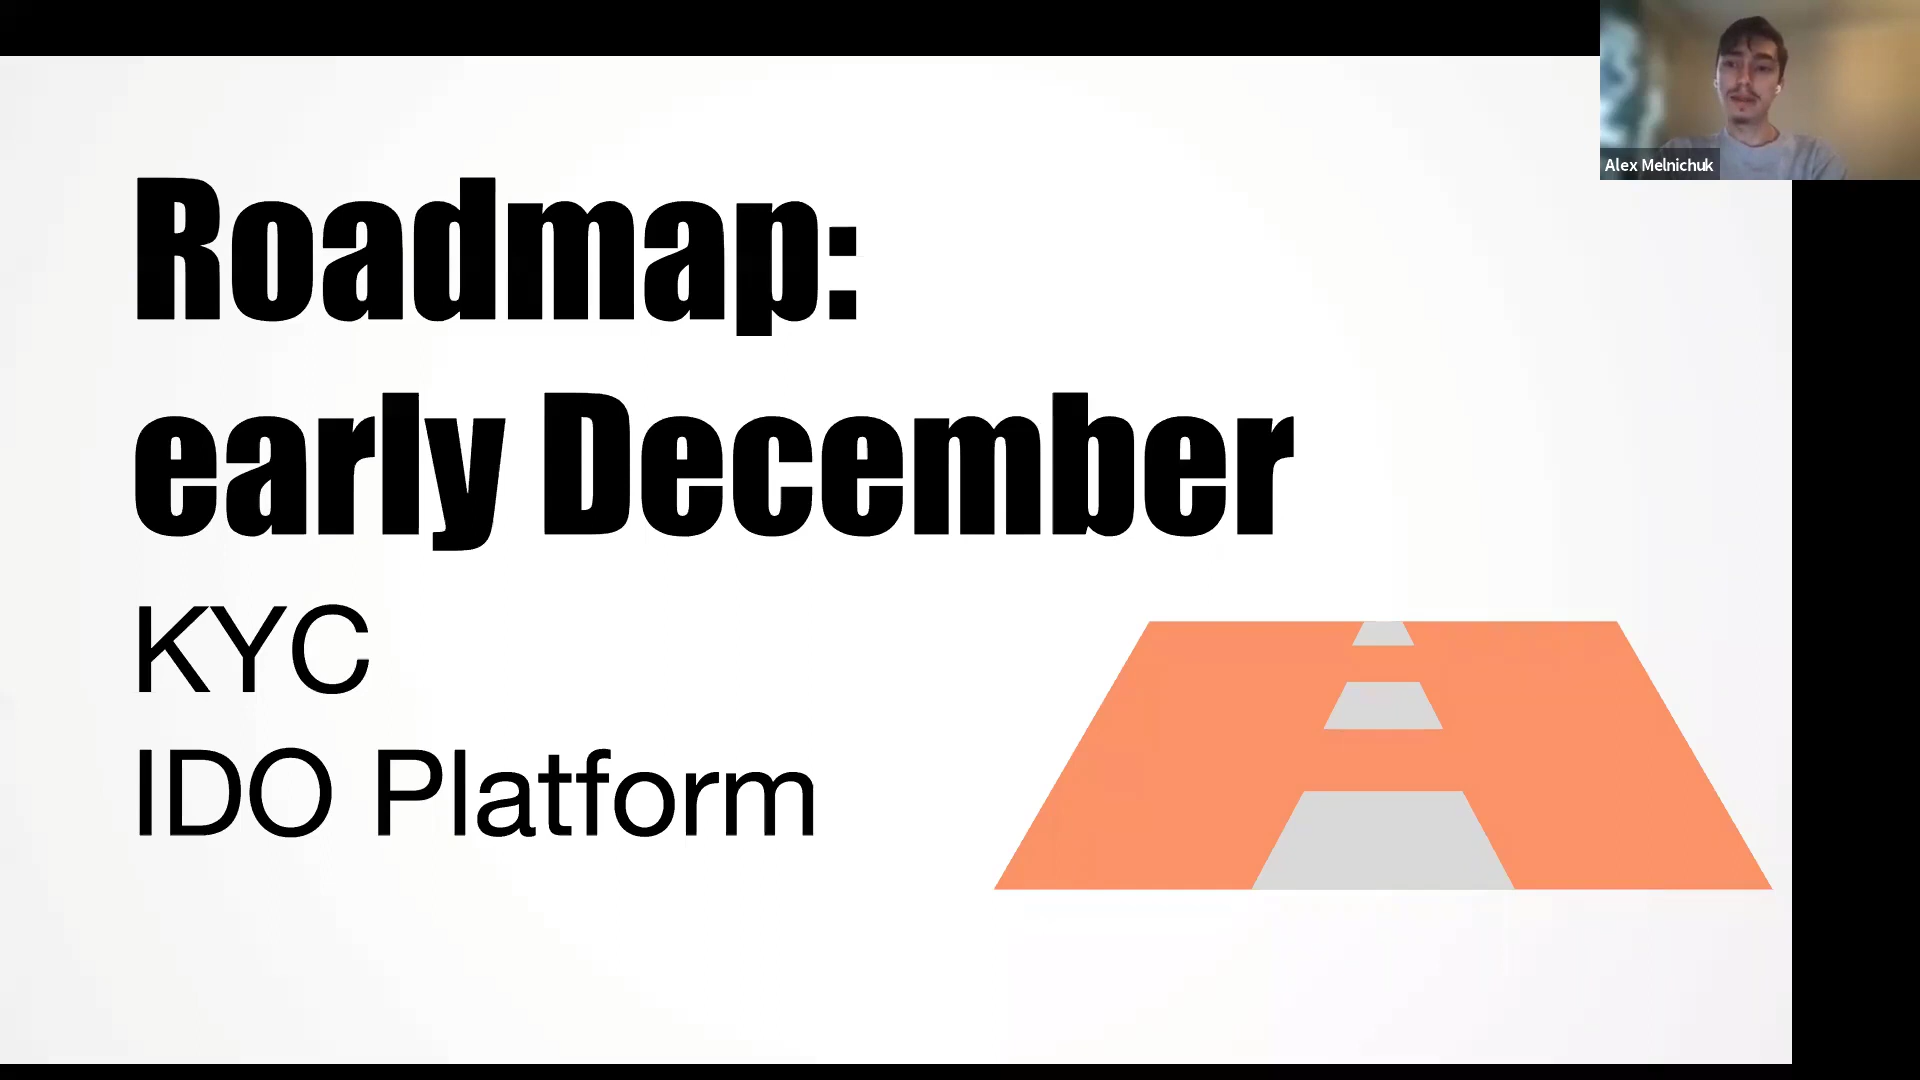 Roadmap:
early December
KYC
IDO Platform
Alex Melnichuk